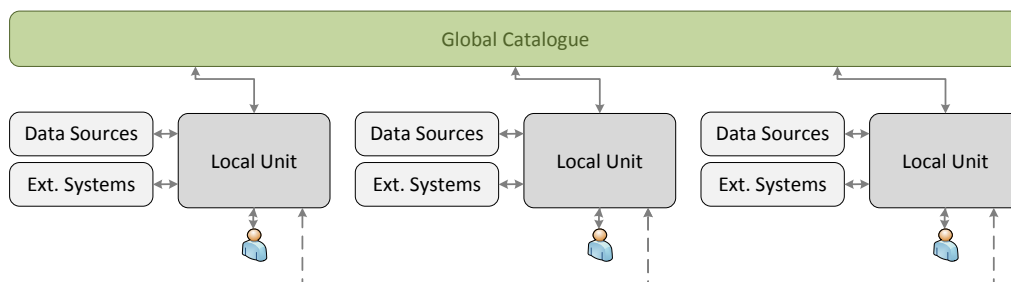 Global Catalogue
Data Sources
Local Unit
Ext. Systems
Data Sources
Local Unit
Ext. Systems
Data Sources
Local Unit
Ext. Systems